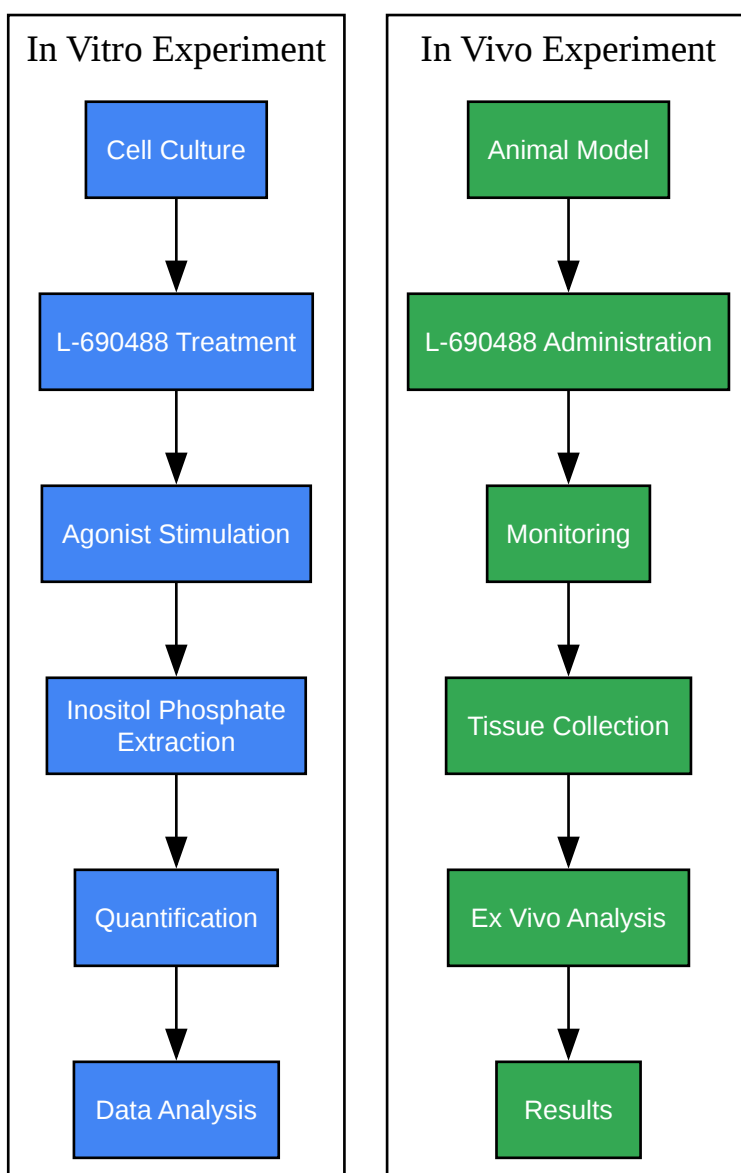 In Vitro Experiment
Cell Culture
L-690488 Treatment
Agonist Stimulation
Inositol Phosphate
Extraction
Quantification
Data Analysis
In Vivo Experiment
Animal Model
L-690488 Administration
Monitoring
Tissue Collection
Ex Vivo Analysis
Results